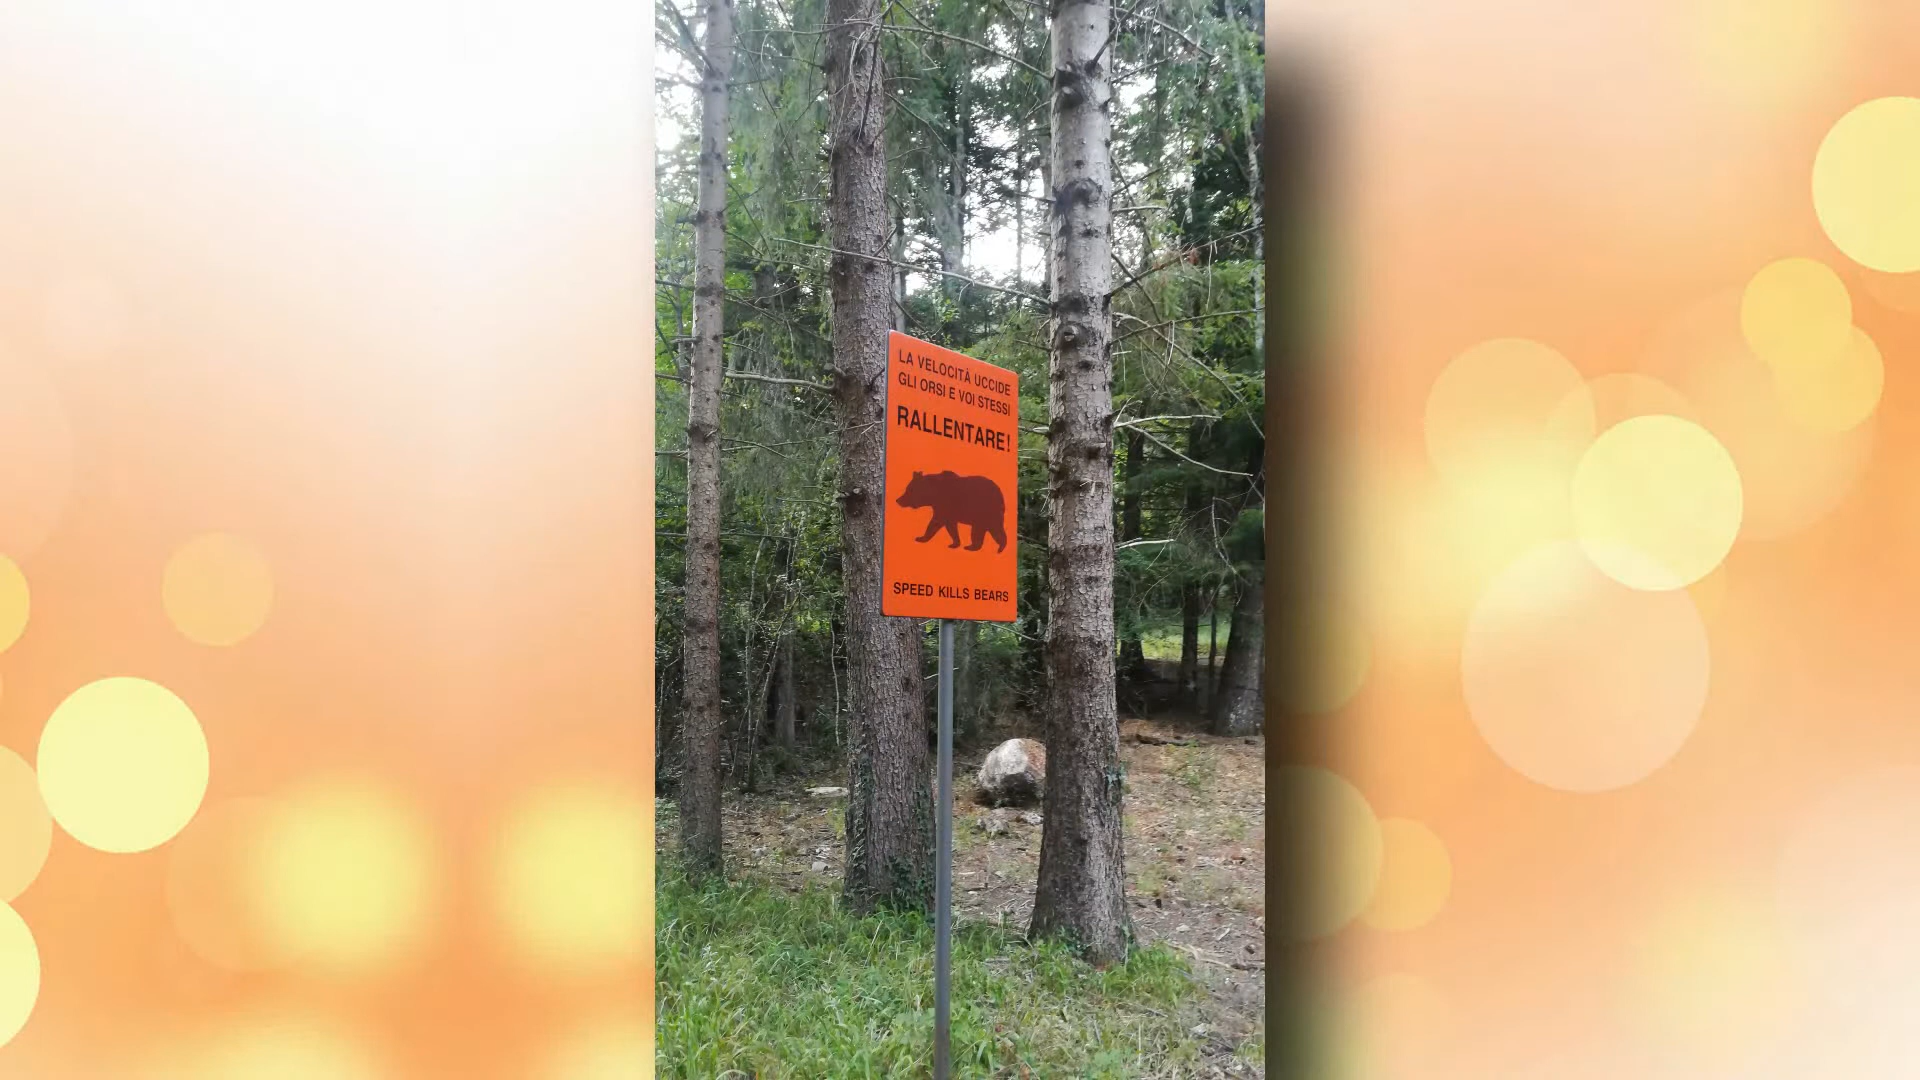 LA VELOCITÀ UCCIDE
GLI ORSI E VOI STESSI
RALLENTARE!
SPEED KILLS BEARS